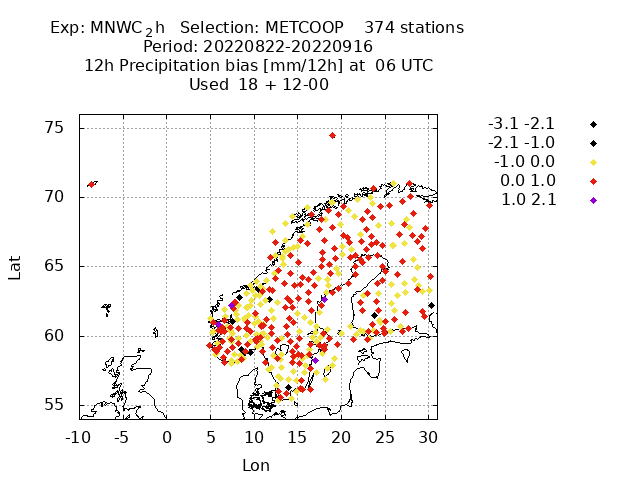 Exp: MNWC_2h   Selection: METCOOP    374 stations
Period: 20220822-20220916
12h Precipitation bias [mm/12h] at  06 UTC
Used  18 + 12-00
-3.1 -2.1
-2.1 -1.0
-1.0 0.0
0.0 1.0
1.0 2.1
75
70
65
60
55
Lat
-10 -5 0 5 10 15 20 25 30
Lon